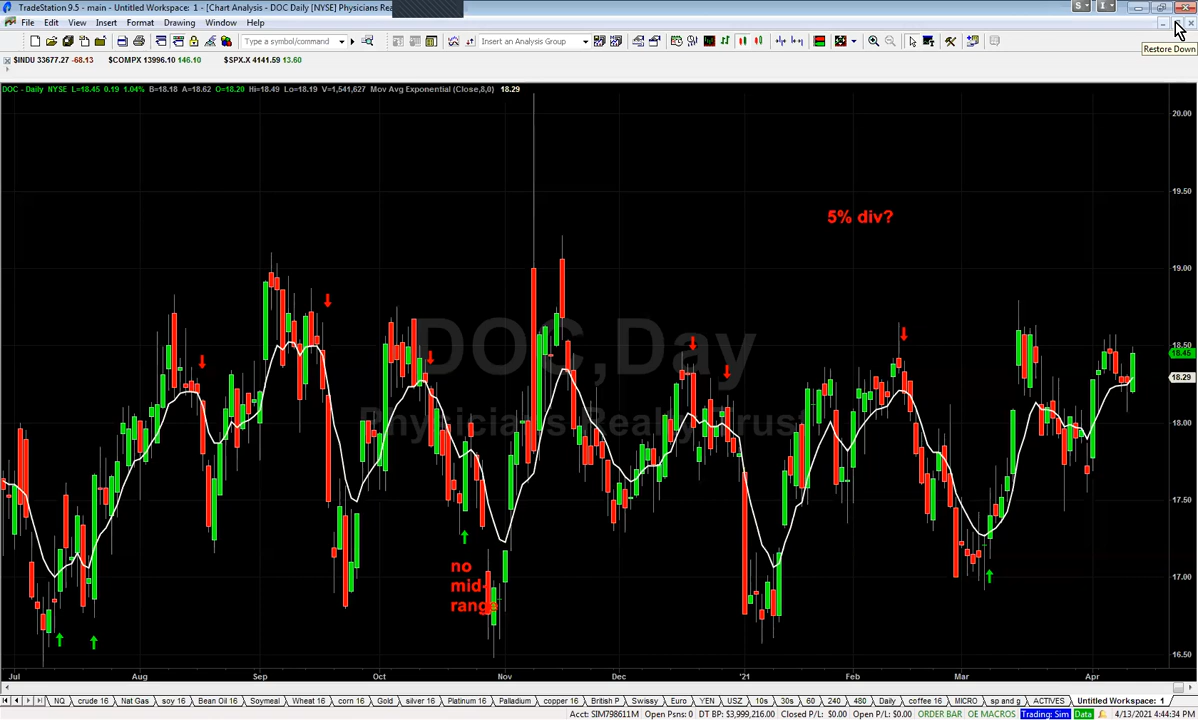 TradeStation 9.5 - main - Untitled Workspace: 1 - [Chart Analysis - DOC Daily [NYSE] Physicians Rea
S
I
File Edit View Insert Format Drawing Window Help
Type a symbol/command
Insert an Analysis Group
Restore Down
$INDU 33677.27 -68.13 $COMPX 13996.10 146.10 $SPX.X 4141.59 13.60
DOC - Daily NYSE L=18.45 0.19 1.04% B=18.18 A=18.62 O=18.20 Hi=18.49 Lo=18.19 V=1,541,627 Mov Avg Exponential (Close,8,0) 18.29
20.00
19.50
5% div?
19.00
18.50
DOC,Day
18.45
18.29
Physicians Realty Trust
18.00
17.50
no
mid-
range
17.00
16.50
Jul Aug Sep Oct Nov Dec '21 Feb Mar Apr
NQ crude 16 Nat Gas soy 16 Bean Oil 16 Soymeal Wheat 16 corn 16 Gold silver 16 Platinum 16 Palladium copper 16 British P Swissy Euro YEN USZ 10s 30s 60 240 480 Daily coffee 16 MICRO sp and g ACTIVES Untitled Workspace: 1
Acct: SIM798611M Open Psns: 0 DT BP: $3,999,216.00 Closed P/L: $0.00 Open P/L: $0.00 ORDER BAR OE MACROS Trading: Sim Data 4/13/2021 4:44:34 PM